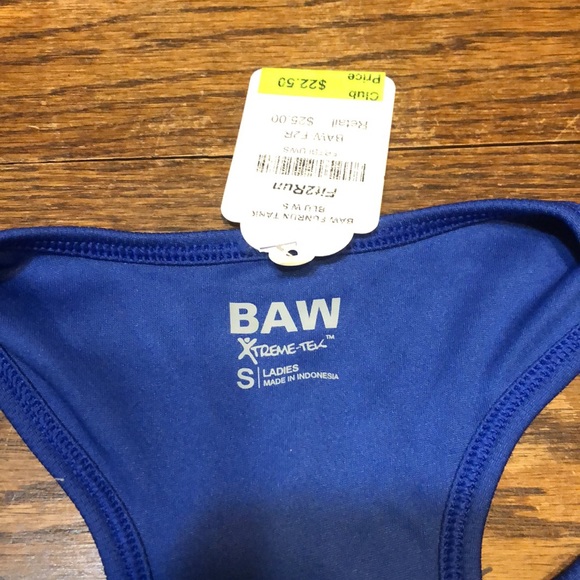 BAW FUNRUN TANK
BLU W S
Fit2Run
BAW F2R
Retail $25.00
Club
Price
$22.50
BAW
XTREME-TEK™
S LADIES
MADE IN INDONESIA